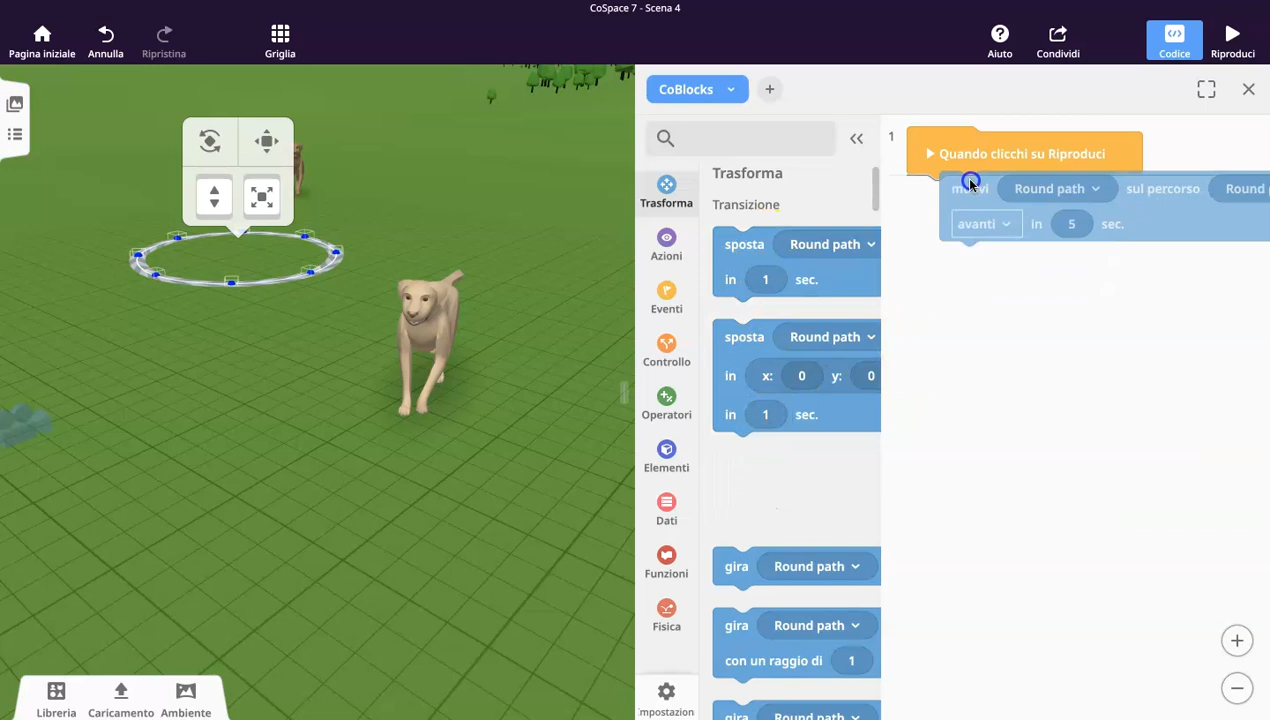 CoSpace 7 - Scena 4
Pagina iniziale
Annulla
Ripristina
Griglia
Aiuto
Condividi
Codice
Riproduci
CoBlocks
Trasforma
Azioni
Eventi
Controllo
Operatori
Elementi
Dati
Funzioni
Fisica
Impostazion
Trasforma
Transizione
sposta Round path
in 1 sec.
sposta Round path
in x: 0 y: 0
in 1 sec.
gira Round path
gira Round path
con un raggio di 1
gira Round path
1
Quando clicchi su Riproduci
Round path sul percorso Round
avanti in 5 sec.
Libreria
Caricamento
Ambiente